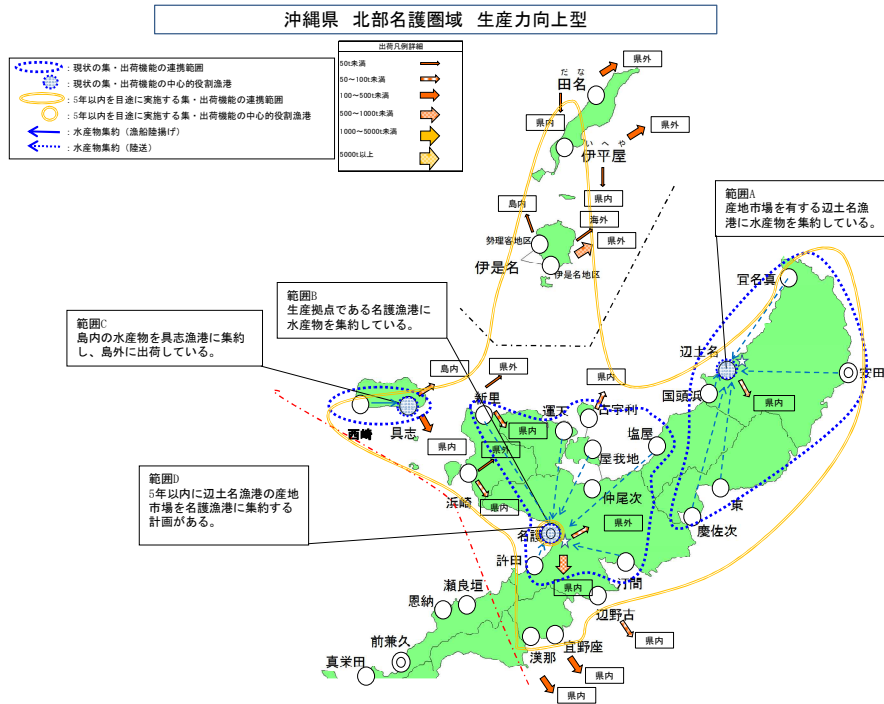 沖縄県 北部名護圏域 生産力向上型
：現状の集・出荷機能の連携範囲
：現状の集・出荷機能の中心的役割漁港
：5年以内を目途に実施する集・出荷機能の連携範囲
：5年以内を目途に実施する集・出荷機能の中心的役割漁港
：水産物集約（漁船陸揚げ）
：水産物集約（陸送）
出荷凡例詳細
50t未満
50～100t未満
100～500t未満
500～1000t未満
1000～5000t未満
5000t以上
だな
田名
県外
県内
いへや
伊平屋
県外
県内
島内
海外
県外
勢理客地区
伊是名
伊是名地区
範囲A
産地市場を有する辺土名漁
港に水産物を集約している。
範囲B
生産拠点である名護漁港に
水産物を集約している。
範囲C
島内の水産物を具志漁港に集約
し、島外に出荷している。
範囲D
5年以内に辺土名漁港の産地
市場を名護漁港に集約する
計画がある。
宜名真
辺土名
安田
国頭浜
県内
東
慶佐次
島内
県外
西崎
具志
県内
新里
県内
県外
浜崎
県内
運天
古宇利
県内
塩屋
屋我地
仲尾次
名護
県外
県内
許田
汀間
辺野古
県内
瀬良垣
恩納
前兼久
真栄田
漢那
宜野座
県内
県内